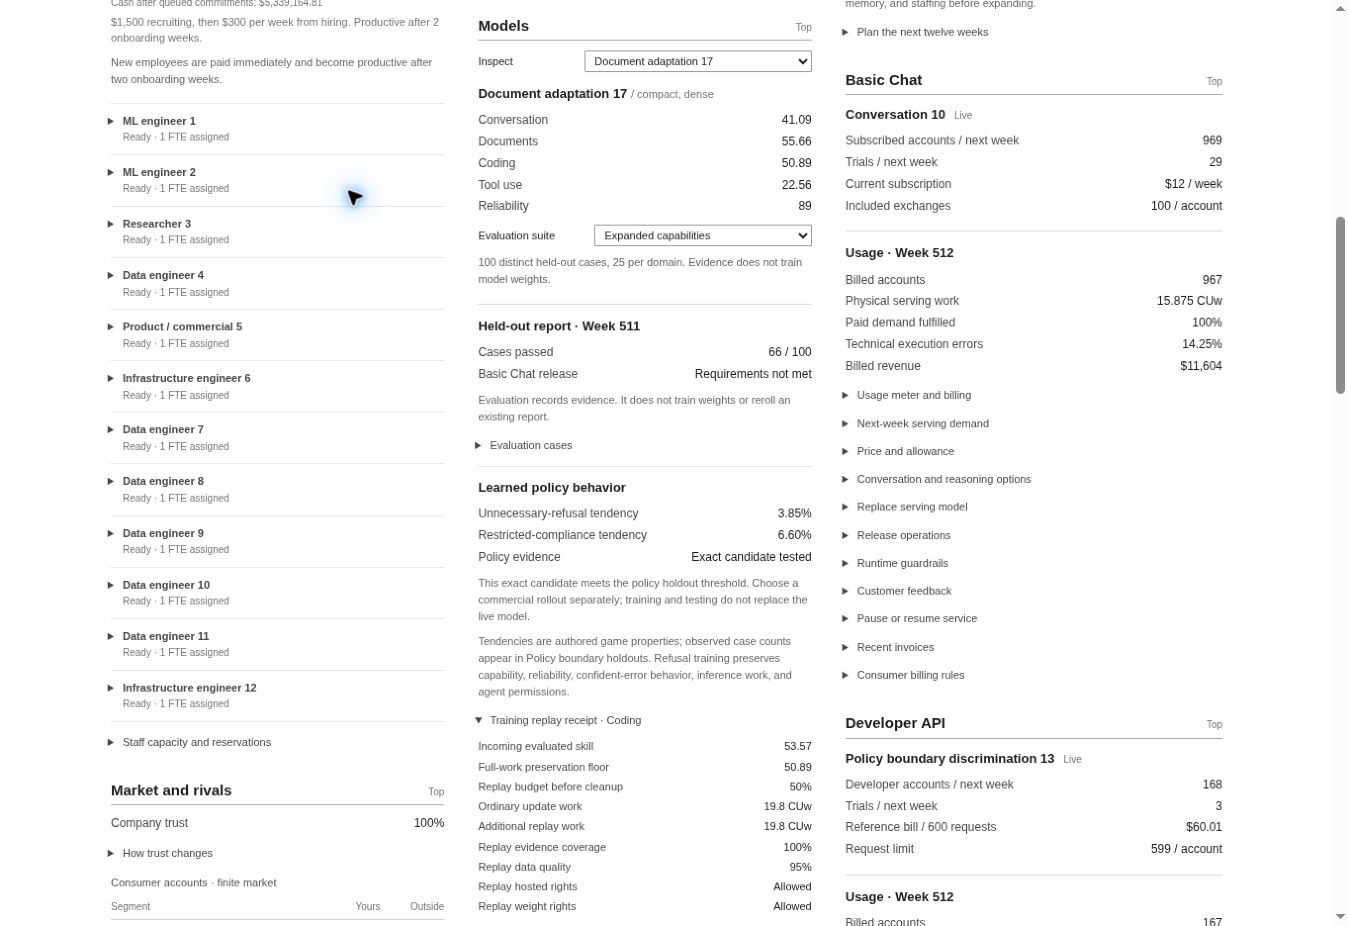 Cash after queued commitments: $5,339,164.81
$1,500 recruiting, then $300 per week from hiring. Productive after 2
onboarding weeks.
New employees are paid immediately and become productive after
two onboarding weeks.
ML engineer 1
Ready · 1 FTE assigned
ML engineer 2
Ready · 1 FTE assigned
Researcher 3
Ready · 1 FTE assigned
Data engineer 4
Ready · 1 FTE assigned
Product / commercial 5
Ready · 1 FTE assigned
Infrastructure engineer 6
Ready · 1 FTE assigned
Data engineer 7
Ready · 1 FTE assigned
Data engineer 8
Ready · 1 FTE assigned
Data engineer 9
Ready · 1 FTE assigned
Data engineer 10
Ready · 1 FTE assigned
Data engineer 11
Ready · 1 FTE assigned
Infrastructure engineer 12
Ready · 1 FTE assigned
Staff capacity and reservations
Market and rivals Top
Company trust 100%
How trust changes
Consumer accounts · finite market
Segment Yours Outside
Models Top
Inspect Document adaptation 17
Document adaptation 17 / compact, dense
Conversation 41.09
Documents 55.66
Coding 50.89
Tool use 22.56
Reliability 89
Evaluation suite Expanded capabilities
100 distinct held-out cases, 25 per domain. Evidence does not train
model weights.
Held-out report · Week 511
Cases passed 66 / 100
Basic Chat release Requirements not met
Evaluation records evidence. It does not train weights or reroll an
existing report.
Evaluation cases
Learned policy behavior
Unnecessary-refusal tendency 3.85%
Restricted-compliance tendency 6.60%
Policy evidence Exact candidate tested
This exact candidate meets the policy holdout threshold. Choose a
commercial rollout separately; training and testing do not replace the
live model.
Tendencies are authored game properties; observed case counts
appear in Policy boundary holdouts. Refusal training preserves
capability, reliability, confident-error behavior, inference work, and
agent permissions.
Training replay receipt · Coding
Incoming evaluated skill 53.57
Full-work preservation floor 50.89
Replay budget before cleanup 50%
Ordinary update work 19.8 CUw
Additional replay work 19.8 CUw
Replay evidence coverage 100%
Replay data quality 95%
Replay hosted rights Allowed
Replay weight rights Allowed
memory, and staffing before expanding.
Plan the next twelve weeks
Basic Chat Top
Conversation 10 Live
Subscribed accounts / next week 969
Trials / next week 29
Current subscription $12 / week
Included exchanges 100 / account
Usage · Week 512
Billed accounts 967
Physical serving work 15.875 CUw
Paid demand fulfilled 100%
Technical execution errors 14.25%
Billed revenue $11,604
Usage meter and billing
Next-week serving demand
Price and allowance
Conversation and reasoning options
Replace serving model
Release operations
Runtime guardrails
Customer feedback
Pause or resume service
Recent invoices
Consumer billing rules
Developer API Top
Policy boundary discrimination 13 Live
Developer accounts / next week 168
Trials / next week 3
Reference bill / 600 requests $60.01
Request limit 599 / account
Usage · Week 512
Billed accounts 167